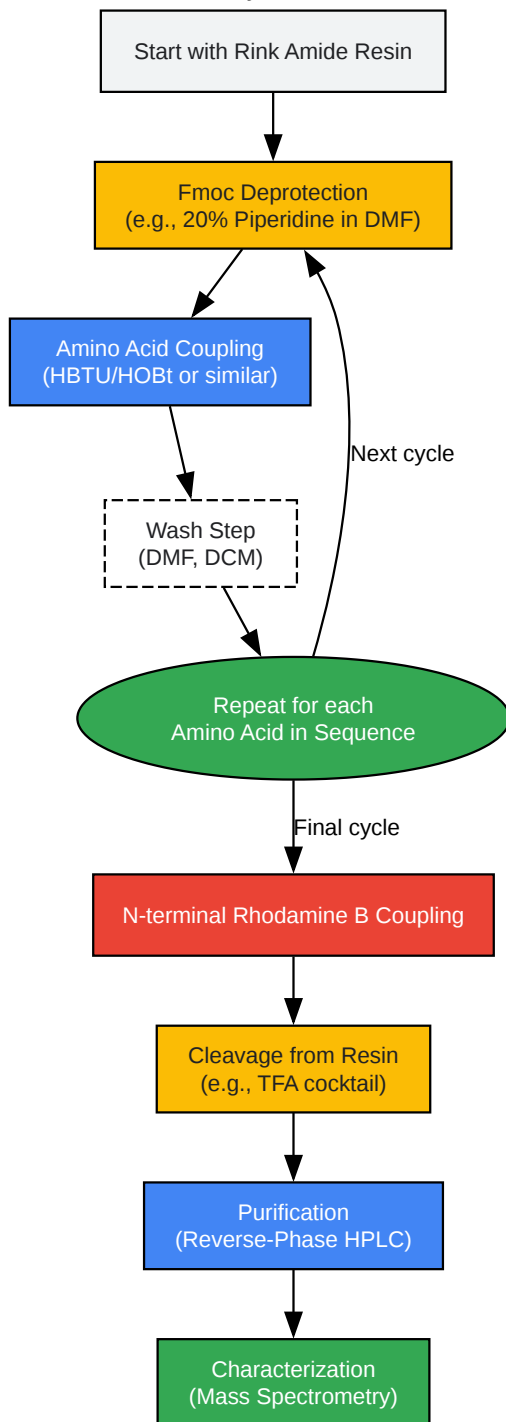 Start with Rink Amide Resin
Fmoc Deprotection
(e.g., 20% Piperidine in DMF)
Amino Acid Coupling
(HBTU/HOBt or similar)
Next cycle
Wash Step
(DMF, DCM)
Repeat for each
Amino Acid in Sequence
Final cycle
N-terminal Rhodamine B Coupling
Cleavage from Resin
(e.g., TFA cocktail)
Purification
(Reverse-Phase HPLC)
Characterization
(Mass Spectrometry)